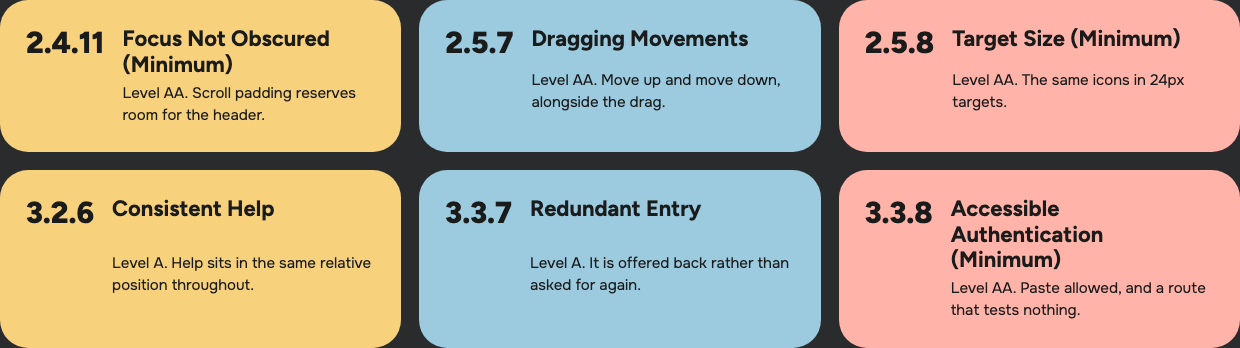 2.4.11 Focus Not Obscured
(Minimum)
Level AA. Scroll padding reserves
room for the header.
2.5.7 Dragging Movements
Level AA. Move up and move down,
alongside the drag.
2.5.8 Target Size (Minimum)
Level AA. The same icons in 24px
targets.
3.2.6 Consistent Help
Level A. Help sits in the same relative
position throughout.
3.3.7 Redundant Entry
Level A. It is offered back rather than
asked for again.
3.3.8 Accessible
Authentication
(Minimum)
Level AA. Paste allowed, and a route
that tests nothing.